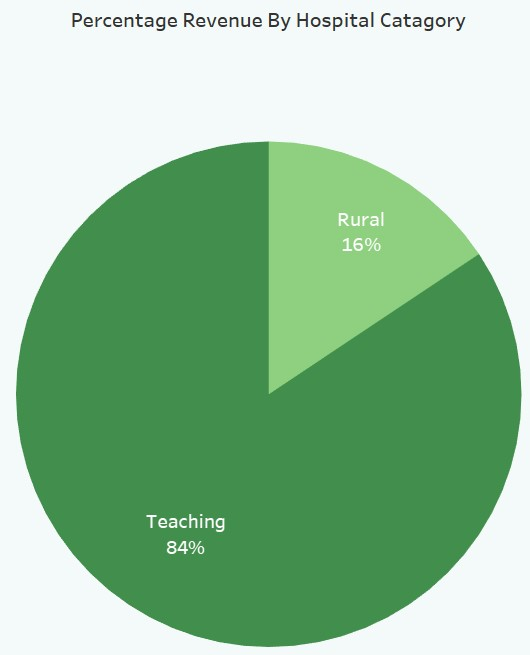 Percentage Revenue By Hospital Catagory
Rural
16%
Teaching
84%